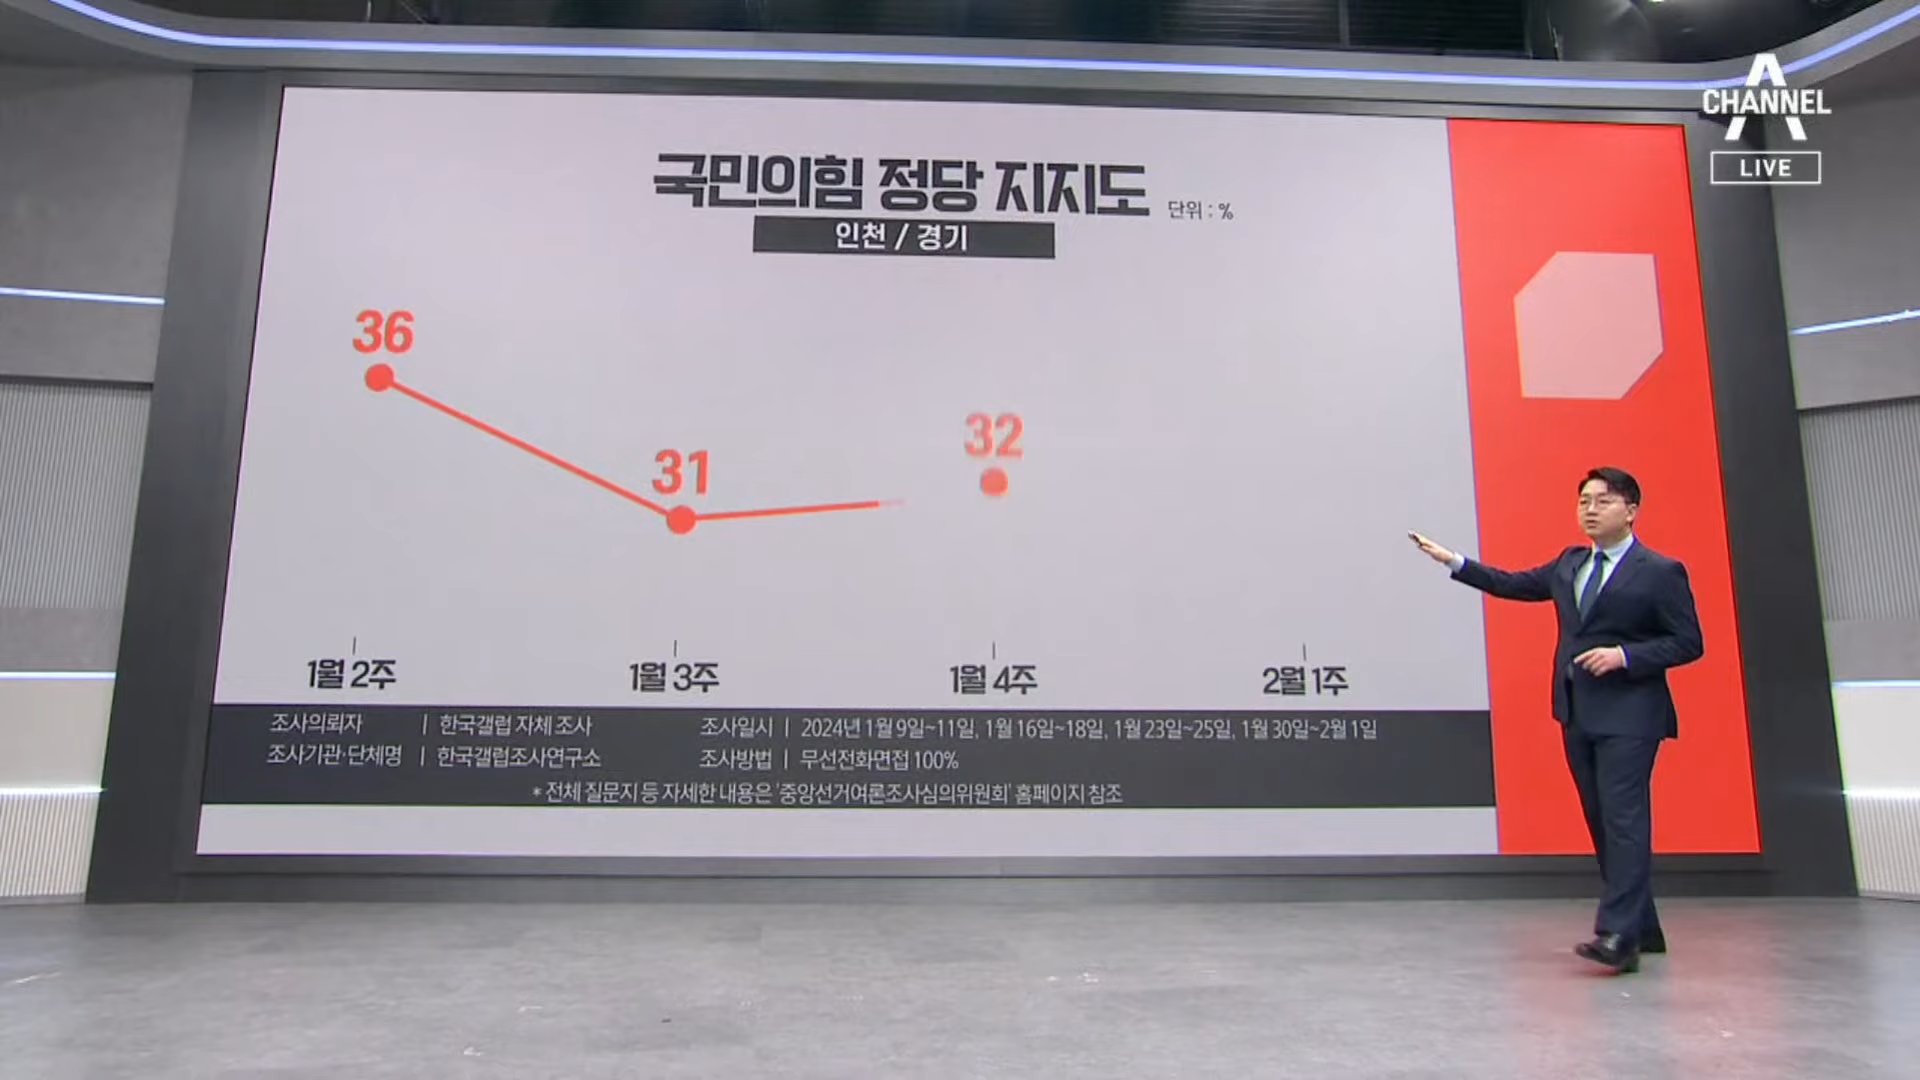 CHANNEL A
LIVE
국민의힘 정당 지지도 단위 : %
인천 / 경기
36
31
32
1월 2주
1월 3주
1월 4주
2월 1주
조사의뢰자 | 한국갤럽 자체 조사
조사일시 | 2024년 1월 9일~11일, 1월 16일~18일, 1월 23일~25일, 1월 30일~2월 1일
조사기관·단체명 | 한국갤럽조사연구소
조사방법 | 무선전화면접 100%
* 전체 질문지 등 자세한 내용은 '중앙선거여론조사심의위원회' 홈페이지 참조